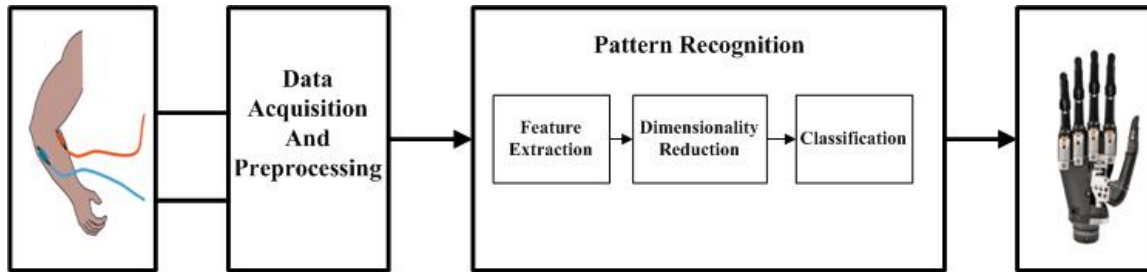 Data
Acquisition
And
Preprocessing
Pattern Recognition
Feature
Extraction
Dimensionality
Reduction
Classification